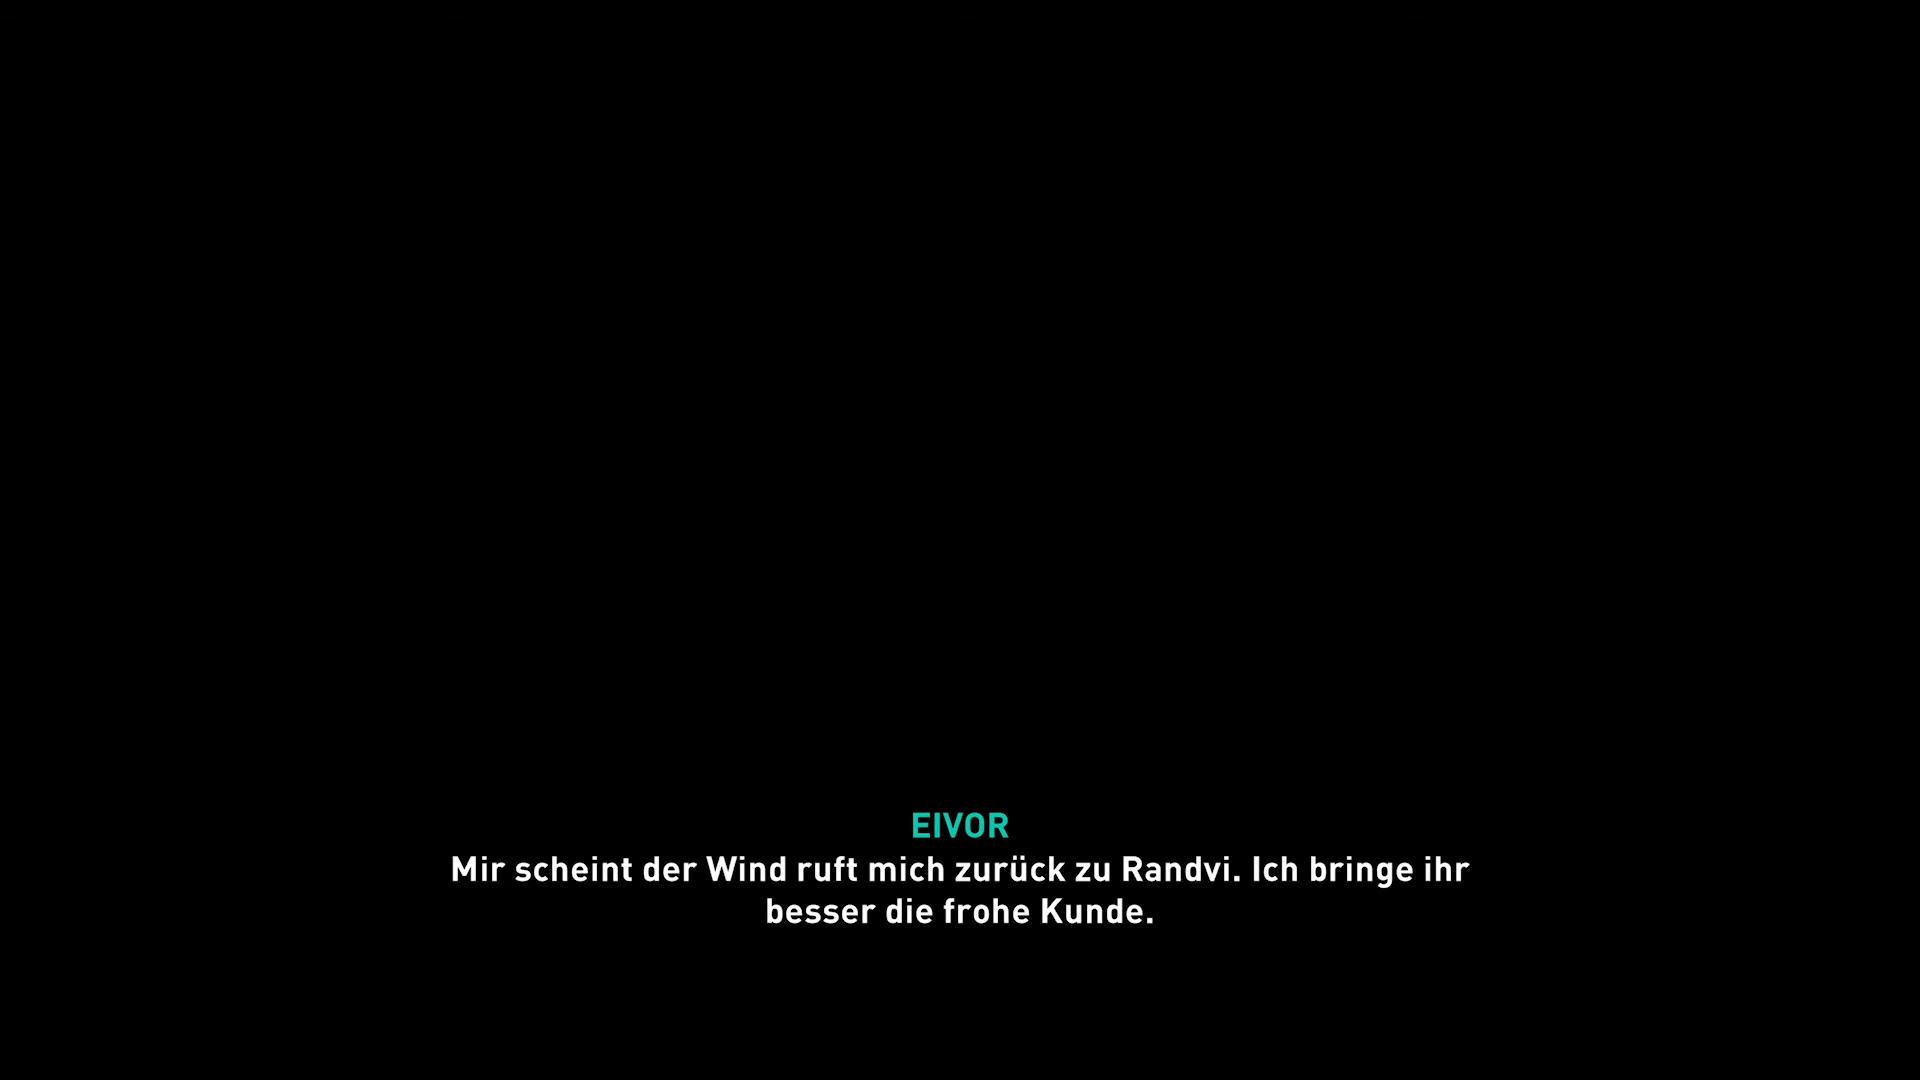 EIVOR
Mir scheint der Wind ruft mich zurück zu Randvi. Ich bringe ihr
besser die frohe Kunde.